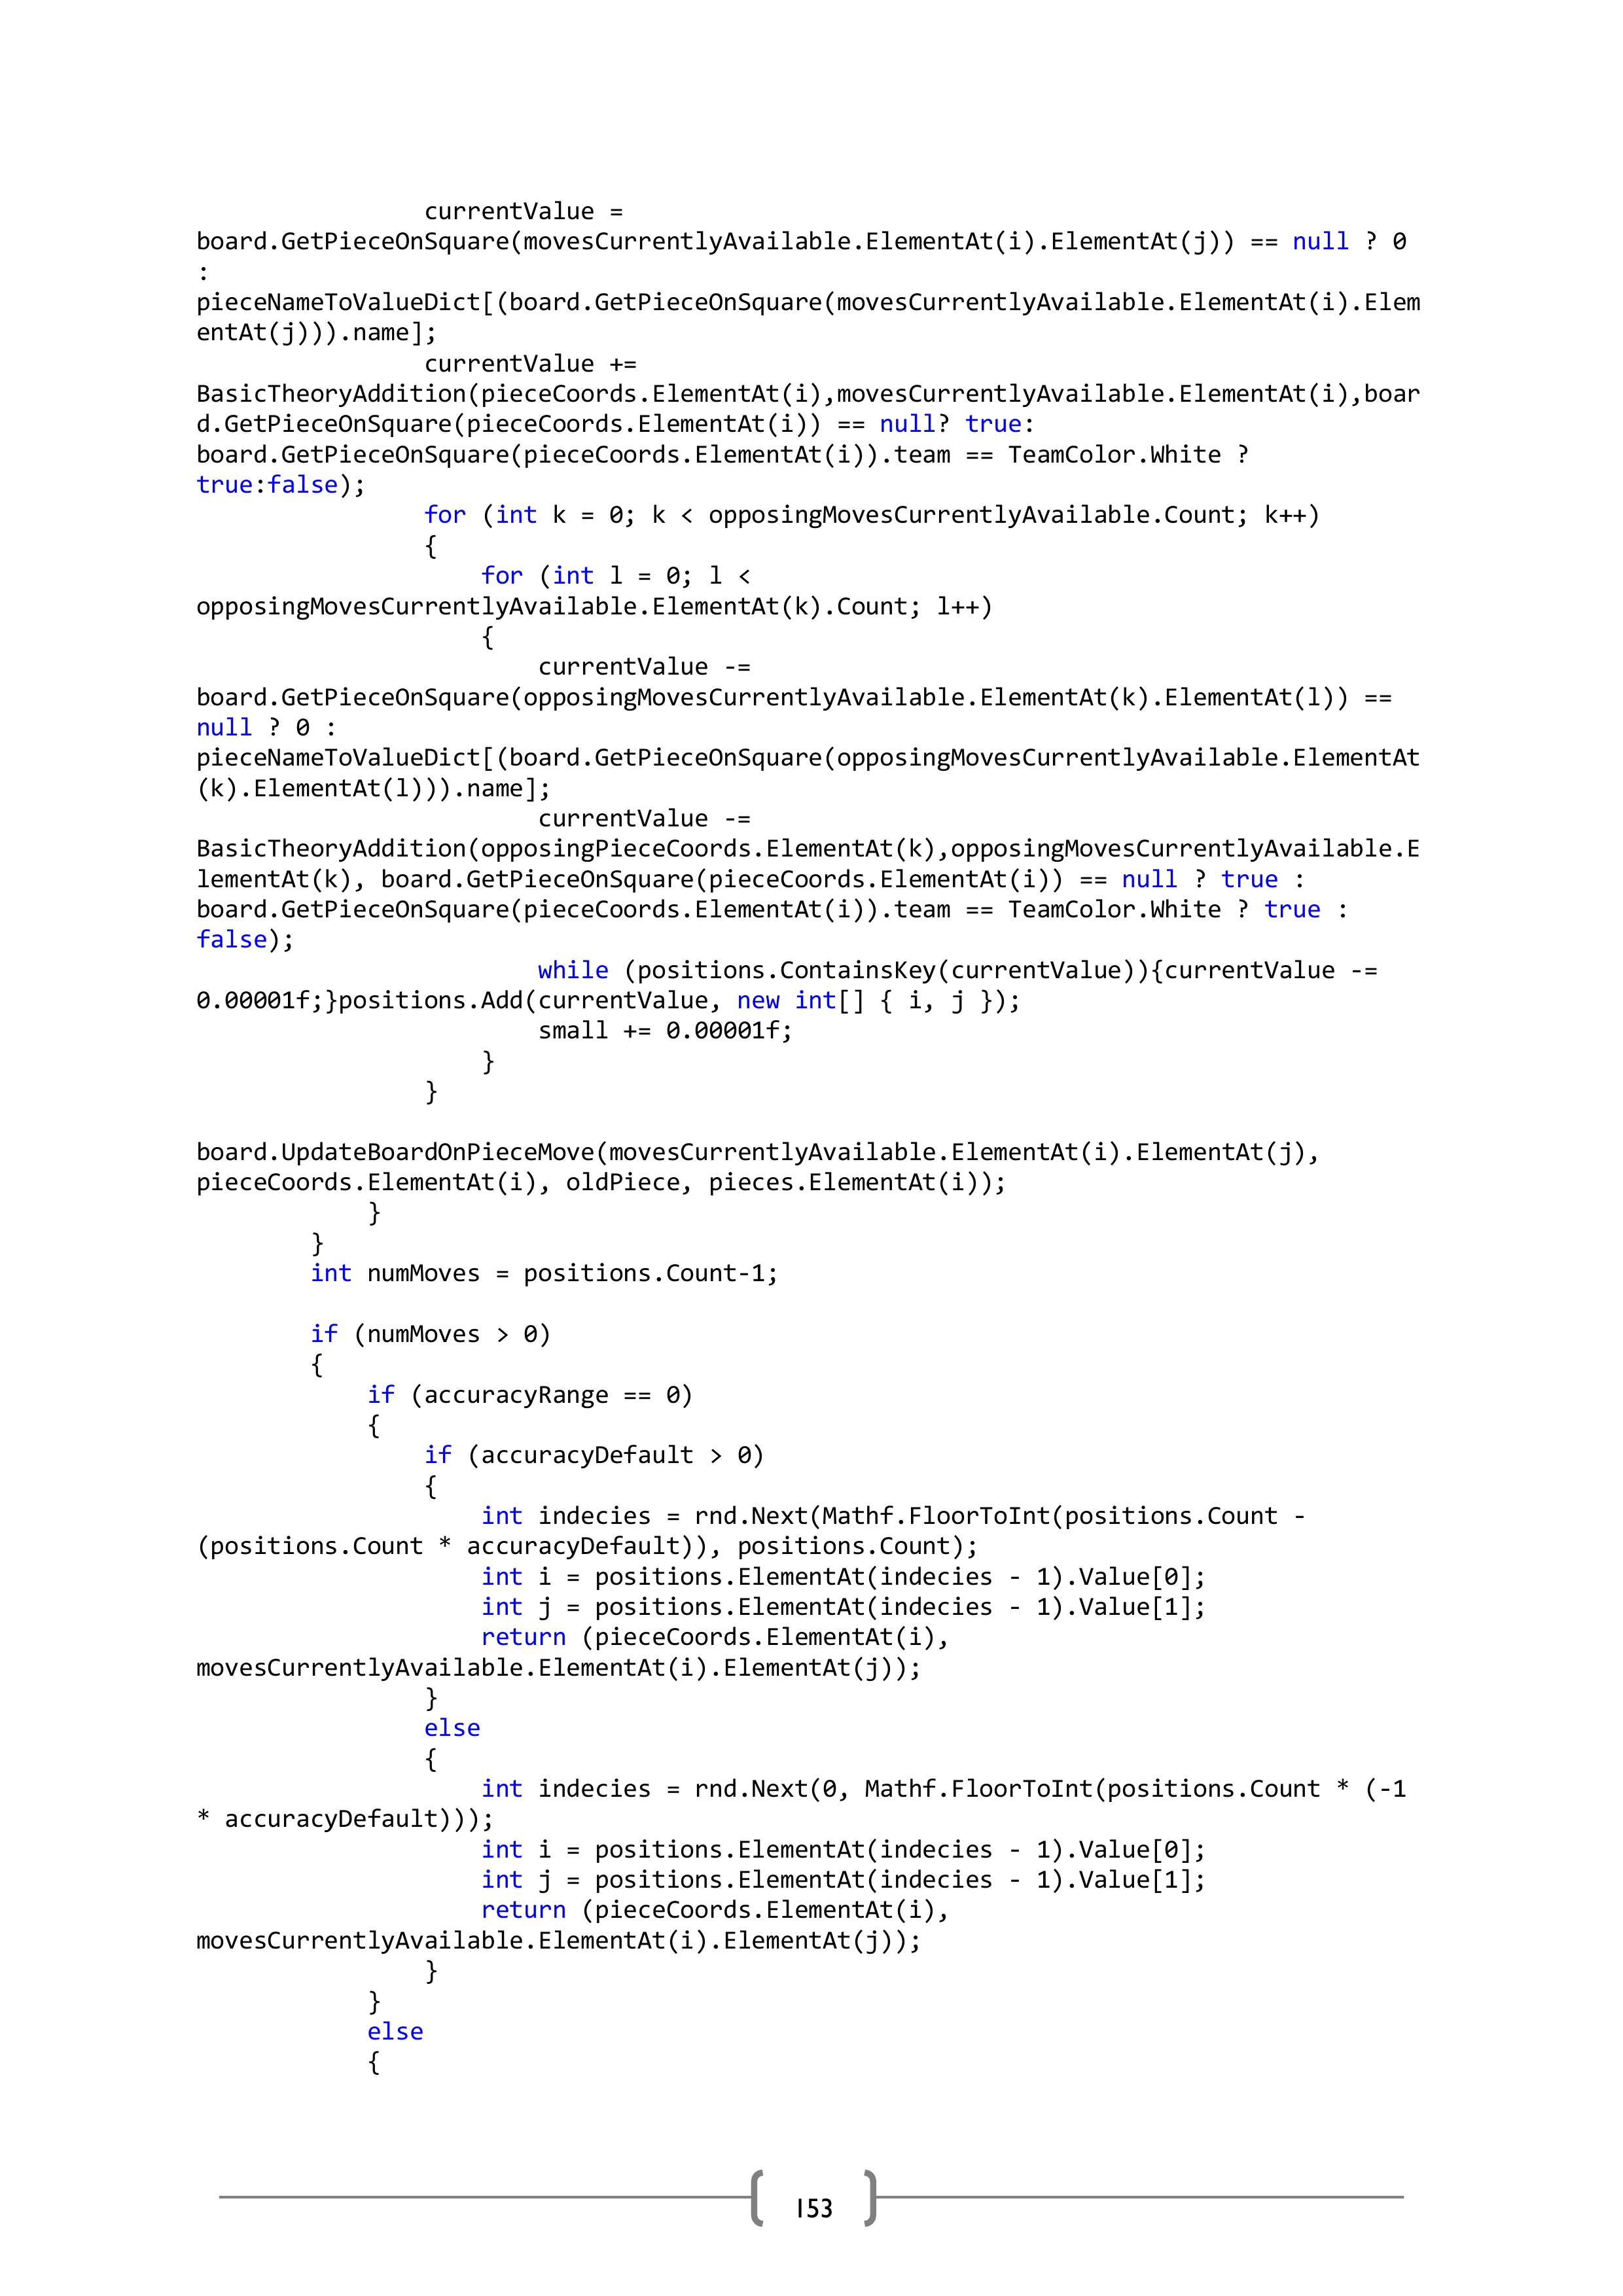 currentValue =
board.GetPieceOnSquare(movesCurrentlyAvailable.ElementAt(i).ElementAt(j)) == null ? 0
:
pieceNameToValueDict[(board.GetPieceOnSquare(movesCurrentlyAvailable.ElementAt(i).Elem
entAt(j))).name];
currentValue +=
BasicTheoryAddition(pieceCoords.ElementAt(i),movesCurrentlyAvailable.ElementAt(i),boar
d.GetPieceOnSquare(pieceCoords.ElementAt(i)) == null? true:
board.GetPieceOnSquare(pieceCoords.ElementAt(i)).team == TeamColor.White ?
true:false);
for (int k = 0; k < opposingMovesCurrentlyAvailable.Count; k++)
{
for (int l = 0; l <
opposingMovesCurrentlyAvailable.ElementAt(k).Count; l++)
{
currentValue -=
board.GetPieceOnSquare(opposingMovesCurrentlyAvailable.ElementAt(k).ElementAt(l)) ==
null ? 0 :
pieceNameToValueDict[(board.GetPieceOnSquare(opposingMovesCurrentlyAvailable.ElementAt
(k).ElementAt(l))).name];
currentValue -=
BasicTheoryAddition(opposingPieceCoords.ElementAt(k),opposingMovesCurrentlyAvailable.E
lementAt(k), board.GetPieceOnSquare(pieceCoords.ElementAt(i)) == null ? true :
board.GetPieceOnSquare(pieceCoords.ElementAt(i)).team == TeamColor.White ? true :
false);
while (positions.ContainsKey(currentValue)){currentValue -=
0.00001f;}positions.Add(currentValue, new int[] { i, j });
small += 0.00001f;
}
}
board.UpdateBoardOnPieceMove(movesCurrentlyAvailable.ElementAt(i).ElementAt(j),
pieceCoords.ElementAt(i), oldPiece, pieces.ElementAt(i));
}
}
int numMoves = positions.Count-1;
if (numMoves > 0)
{
if (accuracyRange == 0)
{
if (accuracyDefault > 0)
{
int indecies = rnd.Next(Mathf.FloorToInt(positions.Count -
(positions.Count * accuracyDefault)), positions.Count);
int i = positions.ElementAt(indecies - 1).Value[0];
int j = positions.ElementAt(indecies - 1).Value[1];
return (pieceCoords.ElementAt(i),
movesCurrentlyAvailable.ElementAt(i).ElementAt(j));
}
else
{
int indecies = rnd.Next(0, Mathf.FloorToInt(positions.Count * (-1
* accuracyDefault)));
int i = positions.ElementAt(indecies - 1).Value[0];
int j = positions.ElementAt(indecies - 1).Value[1];
return (pieceCoords.ElementAt(i),
movesCurrentlyAvailable.ElementAt(i).ElementAt(j));
}
}
else
{
153